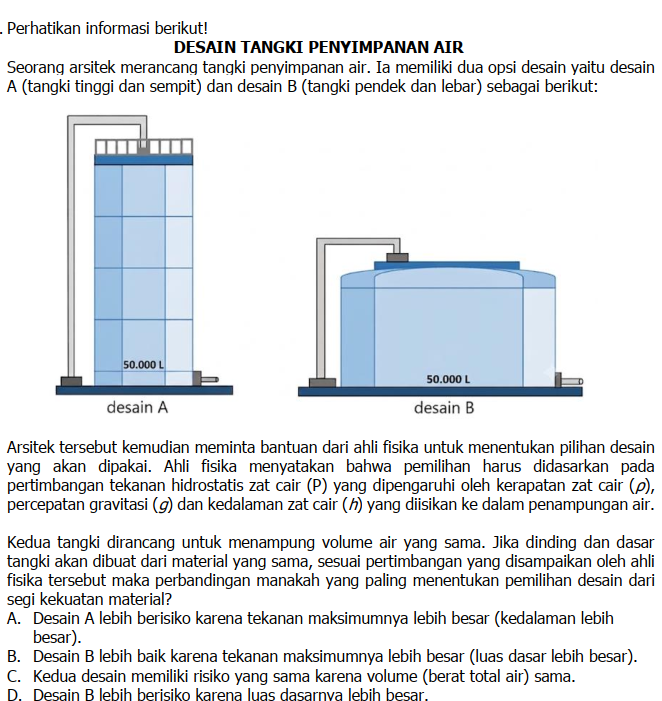 . Perhatikan informasi berikut!
DESAIN TANGKI PENYIMPANAN AIR
Seorang arsitek merancang tangki penyimpanan air. Ia memiliki dua opsi desain yaitu desain
A (tangki tinggi dan sempit) dan desain B (tangki pendek dan lebar) sebagai berikut:
50.000 L
50.000 L
desain A
desain B
Arsitek tersebut kemudian meminta bantuan dari ahli fisika untuk menentukan pilihan desain
yang akan dipakai. Ahli fisika menyatakan bahwa pemilihan harus didasarkan pada
pertimbangan tekanan hidrostatis zat cair (P) yang dipengaruhi oleh kerapatan zat cair (ρ),
percepatan gravitasi (g) dan kedalaman zat cair (h) yang diisikan ke dalam penampungan air.
Kedua tangki dirancang untuk menampung volume air yang sama. Jika dinding dan dasar
tangki akan dibuat dari material yang sama, sesuai pertimbangan yang disampaikan oleh ahli
fisika tersebut maka perbandingan manakah yang paling menentukan pemilihan desain dari
segi kekuatan material?
A. Desain A lebih berisiko karena tekanan maksimumnya lebih besar (kedalaman lebih
besar).
B. Desain B lebih baik karena tekanan maksimumnya lebih besar (luas dasar lebih besar).
C. Kedua desain memiliki risiko yang sama karena volume (berat total air) sama.
D. Desain B lebih berisiko karena luas dasarnya lebih besar.